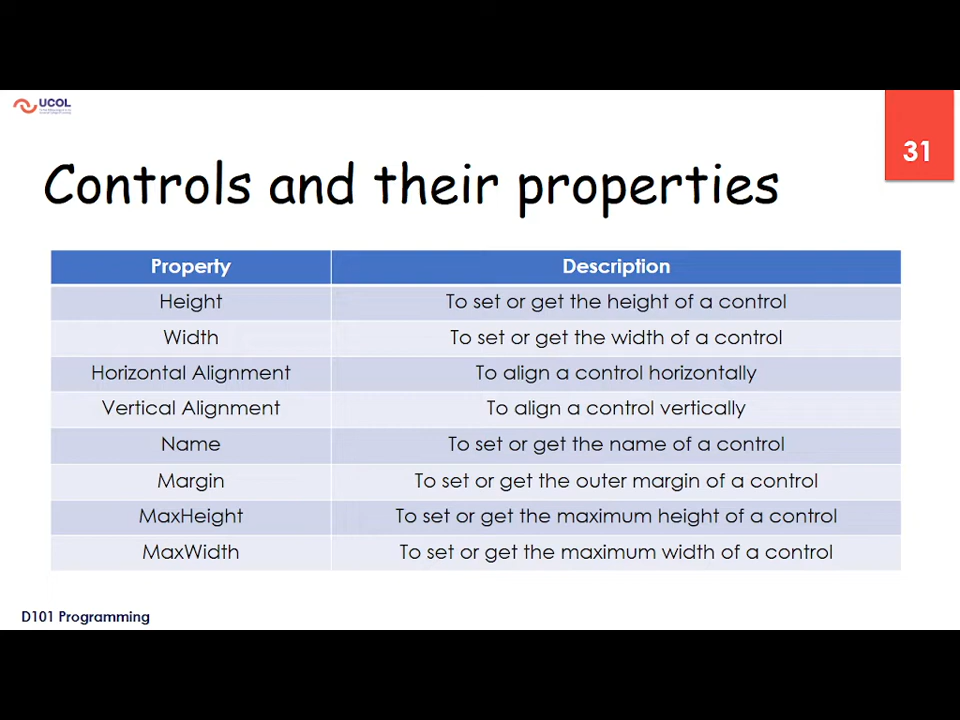 UCOL
31
Controls and their properties
Property Description
Height To set or get the height of a control
Width To set or get the width of a control
Horizontal Alignment To align a control horizontally
Vertical Alignment To align a control vertically
Name To set or get the name of a control
Margin To set or get the outer margin of a control
MaxHeight To set or get the maximum height of a control
MaxWidth To set or get the maximum width of a control
D101 Programming